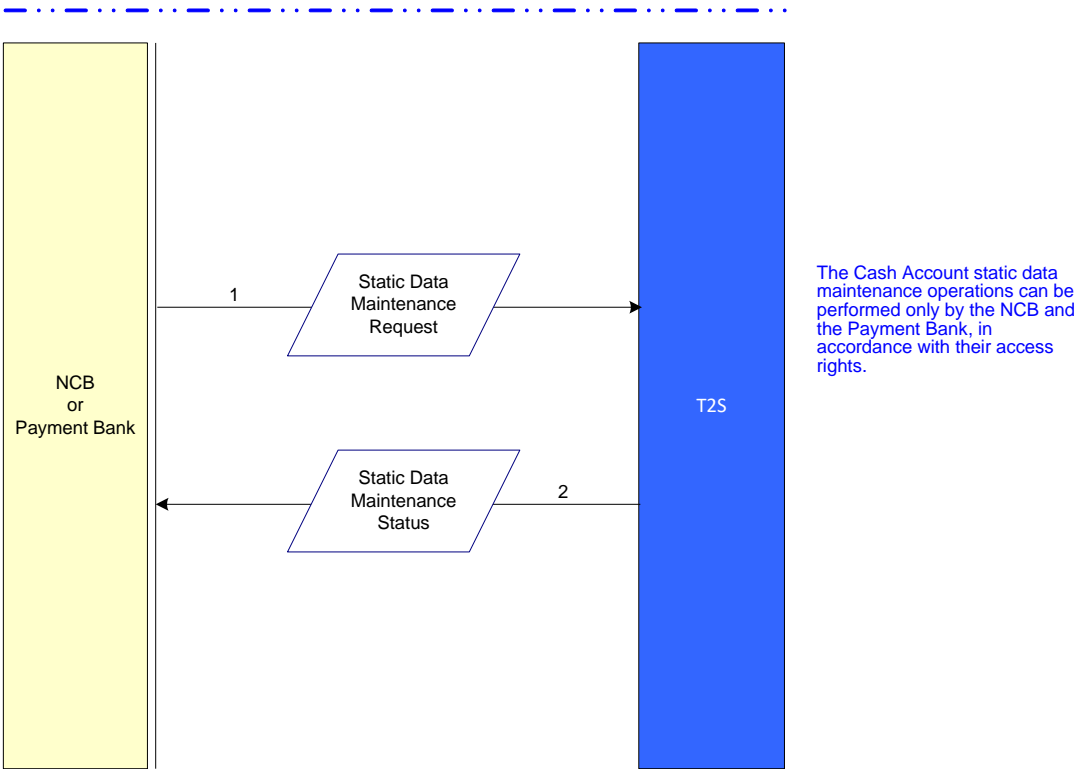 1
Static Data
Maintenance
Request
The Cash Account static data
maintenance operations can be
performed only by the NCB and
the Payment Bank, in
accordance with their access
rights.
NCB
or
Payment Bank
T2S
Static Data
Maintenance
Status
2